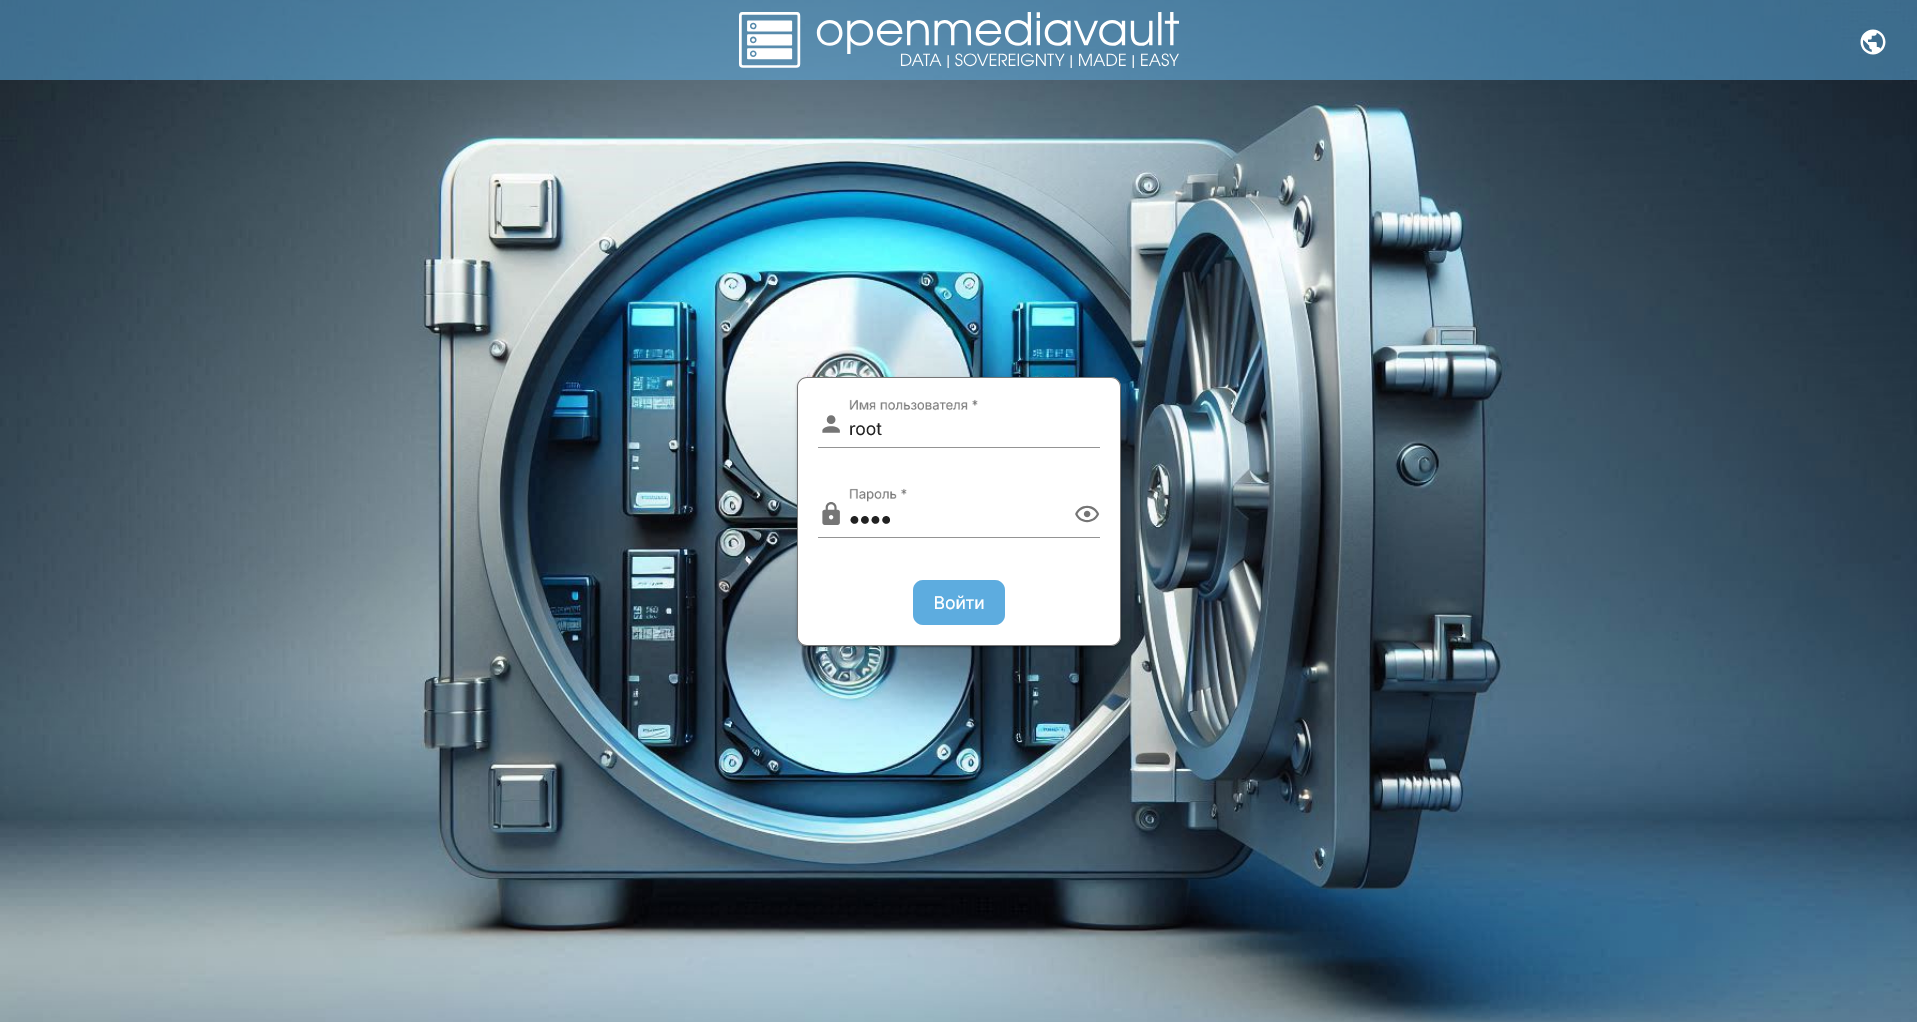 openmediavault
DATA | SOVEREIGNTY | MADE | EASY
Имя пользователя *
root
Пароль *
••••
Войти